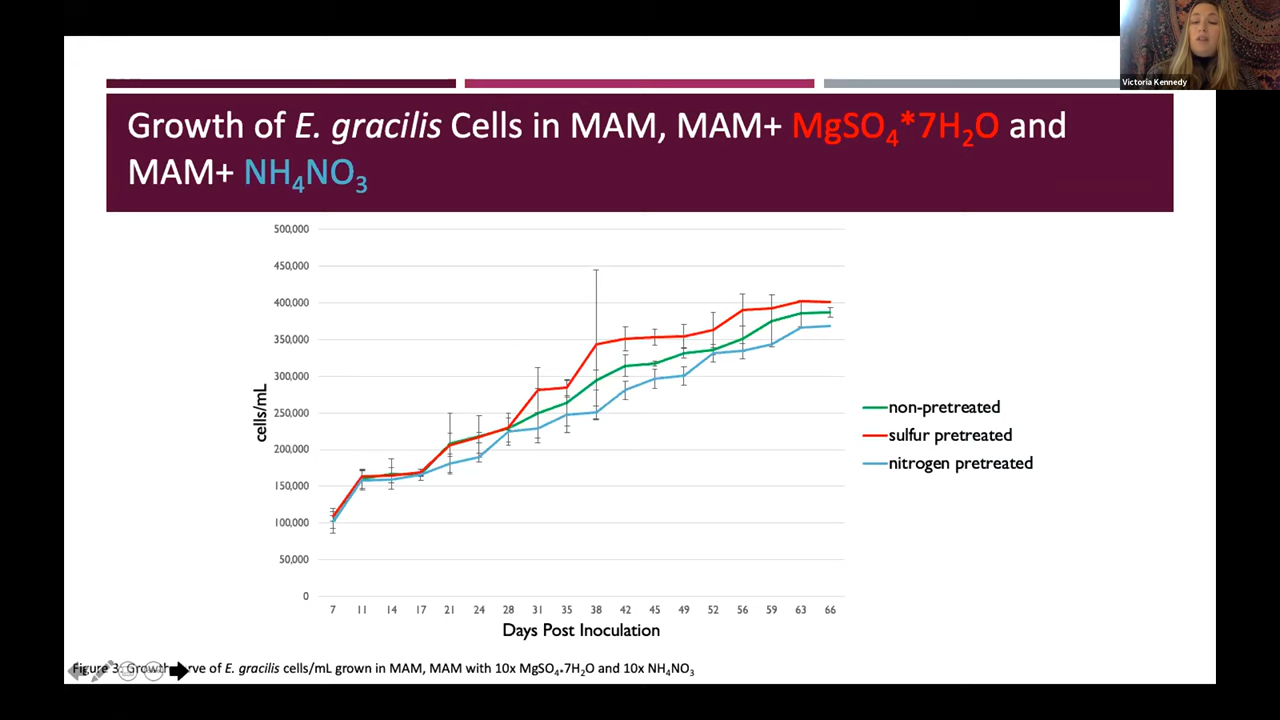 Victoria Kennedy
Growth of E. gracilis Cells in MAM, MAM+ MgSO₄*7H₂O and
MAM+ NH₄NO₃
500,000
450,000
400,000
350,000
300,000
250,000
200,000
150,000
100,000
50,000
0
cells/mL
7 11 14 17 21 24 28 31 35 38 42 45 49 52 56 59 63 66
Days Post Inoculation
non-pretreated
sulfur pretreated
nitrogen pretreated
Figure 3: Growth rve of E. gracilis cells/mL grown in MAM, MAM with 10x MgSO₄*7H₂O and 10x NH₄NO₃